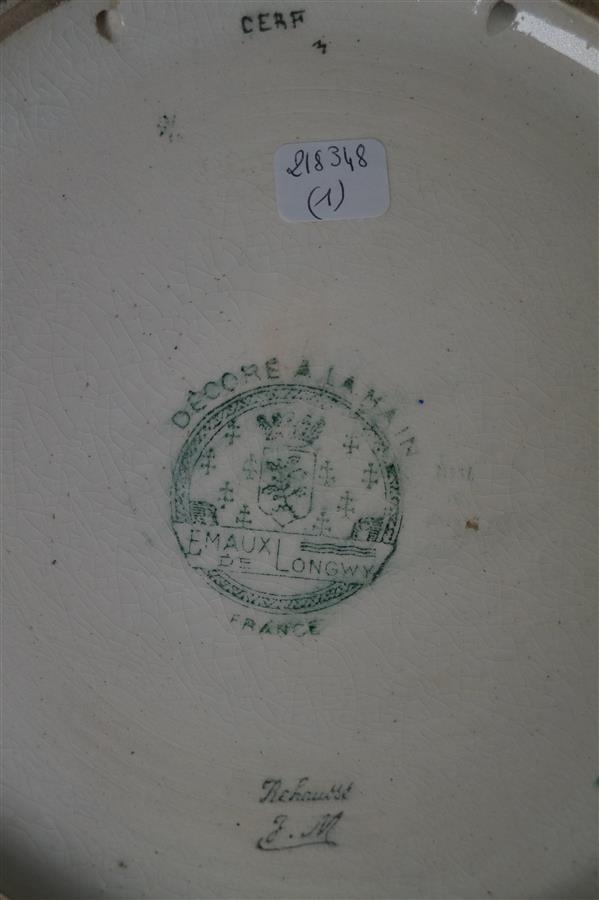 CERF
218348
(1)
DÉCORÉ A LA MAIN
EMAUX
DE LONGWY
FRANCE
Rehaussé
J. M